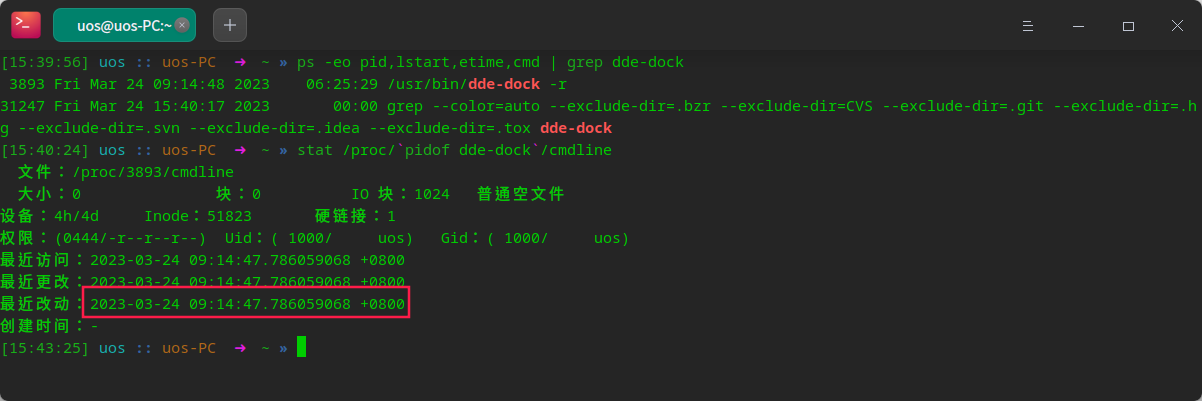 >_ uos@uos-PC:~
[15:39:56] uos :: uos-PC ➜ ~ » ps -eo pid,lstart,etime,cmd | grep dde-dock
3893 Fri Mar 24 09:14:48 2023 06:25:29 /usr/bin/dde-dock -r
31247 Fri Mar 24 15:40:17 2023 00:00 grep --color=auto --exclude-dir=.bzr --exclude-dir=CVS --exclude-dir=.git --exclude-dir=.h
g --exclude-dir=.svn --exclude-dir=.idea --exclude-dir=.tox dde-dock
[15:40:24] uos :: uos-PC ➜ ~ » stat /proc/`pidof dde-dock`/cmdline
文件：/proc/3893/cmdline
大小：0 块：0 IO 块：1024 普通空文件
设备：4h/4d Inode：51823 硬链接：1
权限：(0444/-r--r--r--) Uid：( 1000/ uos) Gid：( 1000/ uos)
最近访问：2023-03-24 09:14:47.786059068 +0800
最近更改：2023-03-24 09:14:47.786059068 +0800
最近改动：2023-03-24 09:14:47.786059068 +0800
创建时间：-
[15:43:25] uos :: uos-PC ➜ ~ »